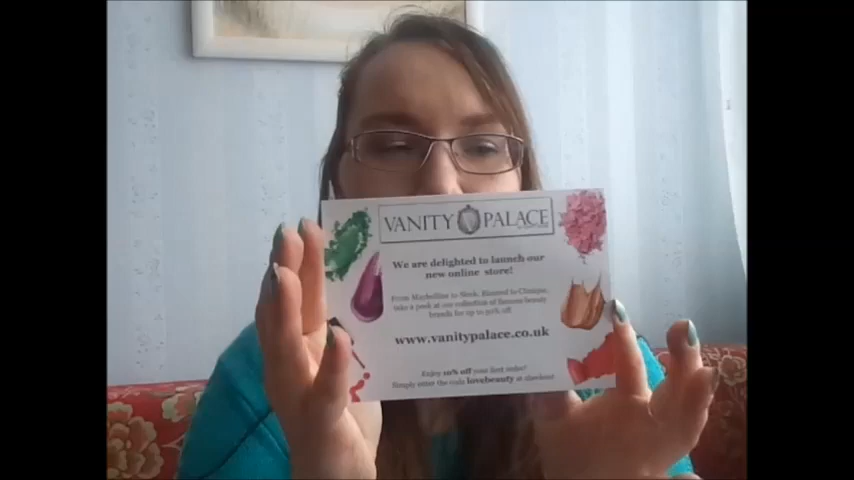 VANITY PALACE
We are delighted to launch our
new online store!
From Maybelline to Sleek, Rimmel to Clinique,
take a peek at our collection of famous beauty
brands for up to 50% off
www.vanitypalace.co.uk
Enjoy 10% off your first order!
Simply enter the code lovebeauty at checkout